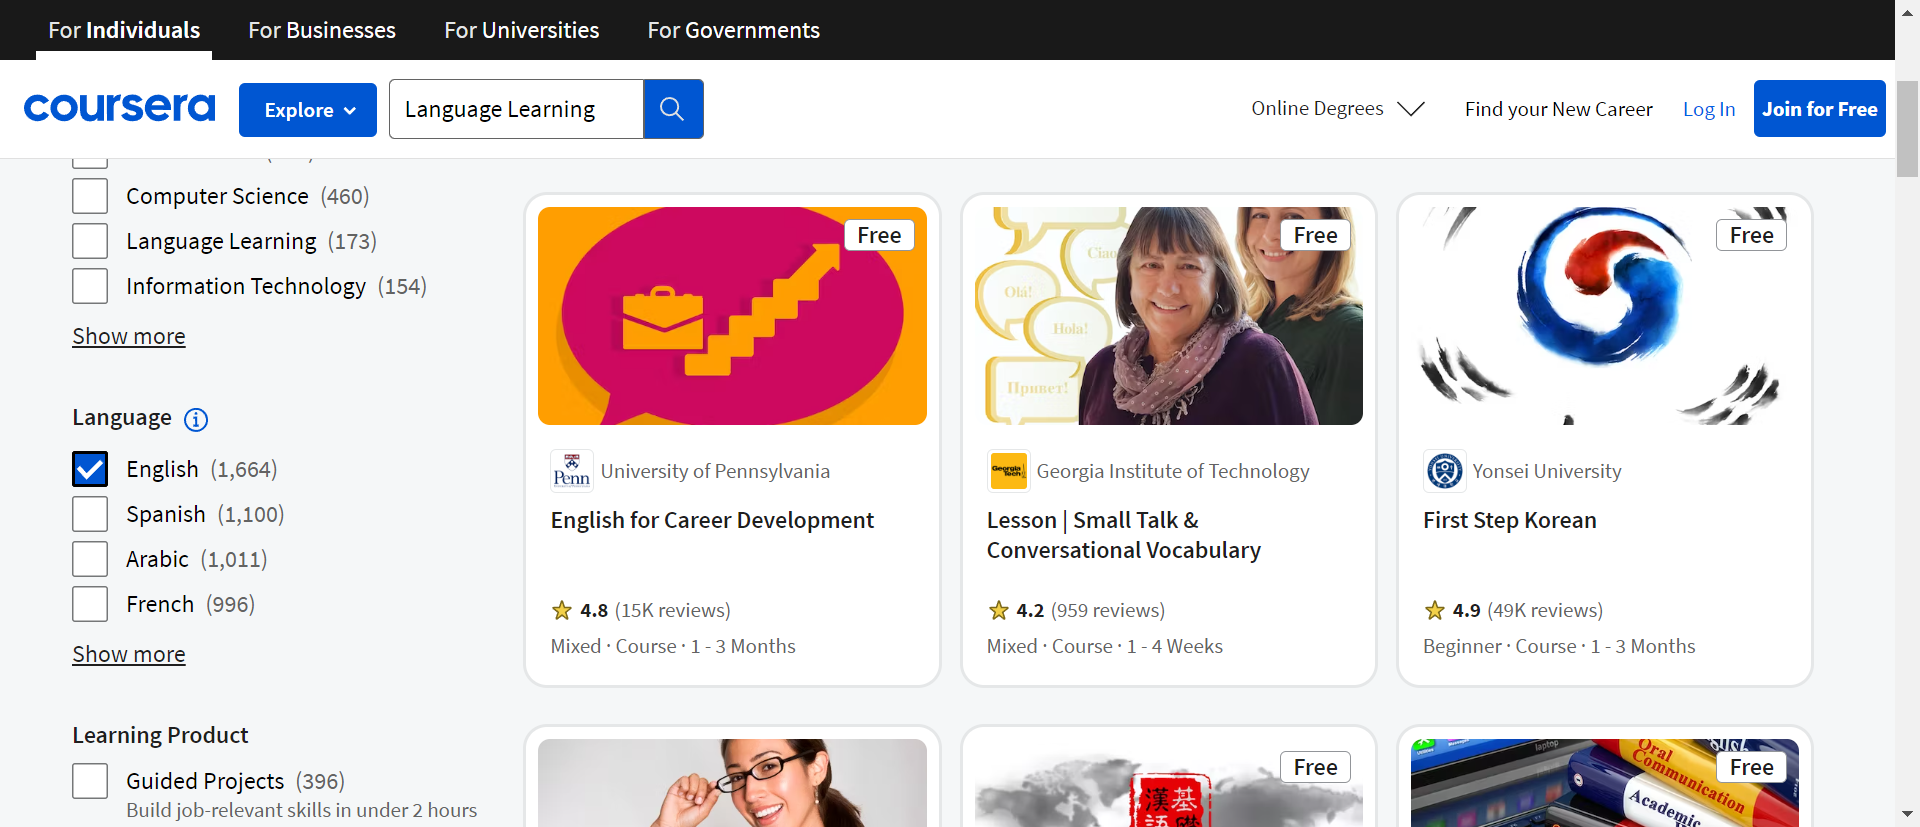 For Individuals
For Businesses
For Universities
For Governments
coursera
Explore
Language Learning
Online Degrees
Find your New Career
Log In
Join for Free
Computer Science (460)
Language Learning (173)
Information Technology (154)
Show more
Language
English (1,664)
Spanish (1,100)
Arabic (1,011)
French (996)
Show more
Learning Product
Guided Projects (396)
Build job-relevant skills in under 2 hours
Free
Penn
University of Pennsylvania
English for Career Development
4.8 (15K reviews)
Mixed · Course · 1 - 3 Months
Ciao
Olá!
Hola!
Привет!
Free
Georgia
Tech
Georgia Institute of Technology
Lesson | Small Talk &
Conversational Vocabulary
4.2 (959 reviews)
Mixed · Course · 1 - 4 Weeks
Free
Yonsei University
First Step Korean
4.9 (49K reviews)
Beginner · Course · 1 - 3 Months
Free
漢基
語礎
Free
laptop
Oral
Communication
Academic